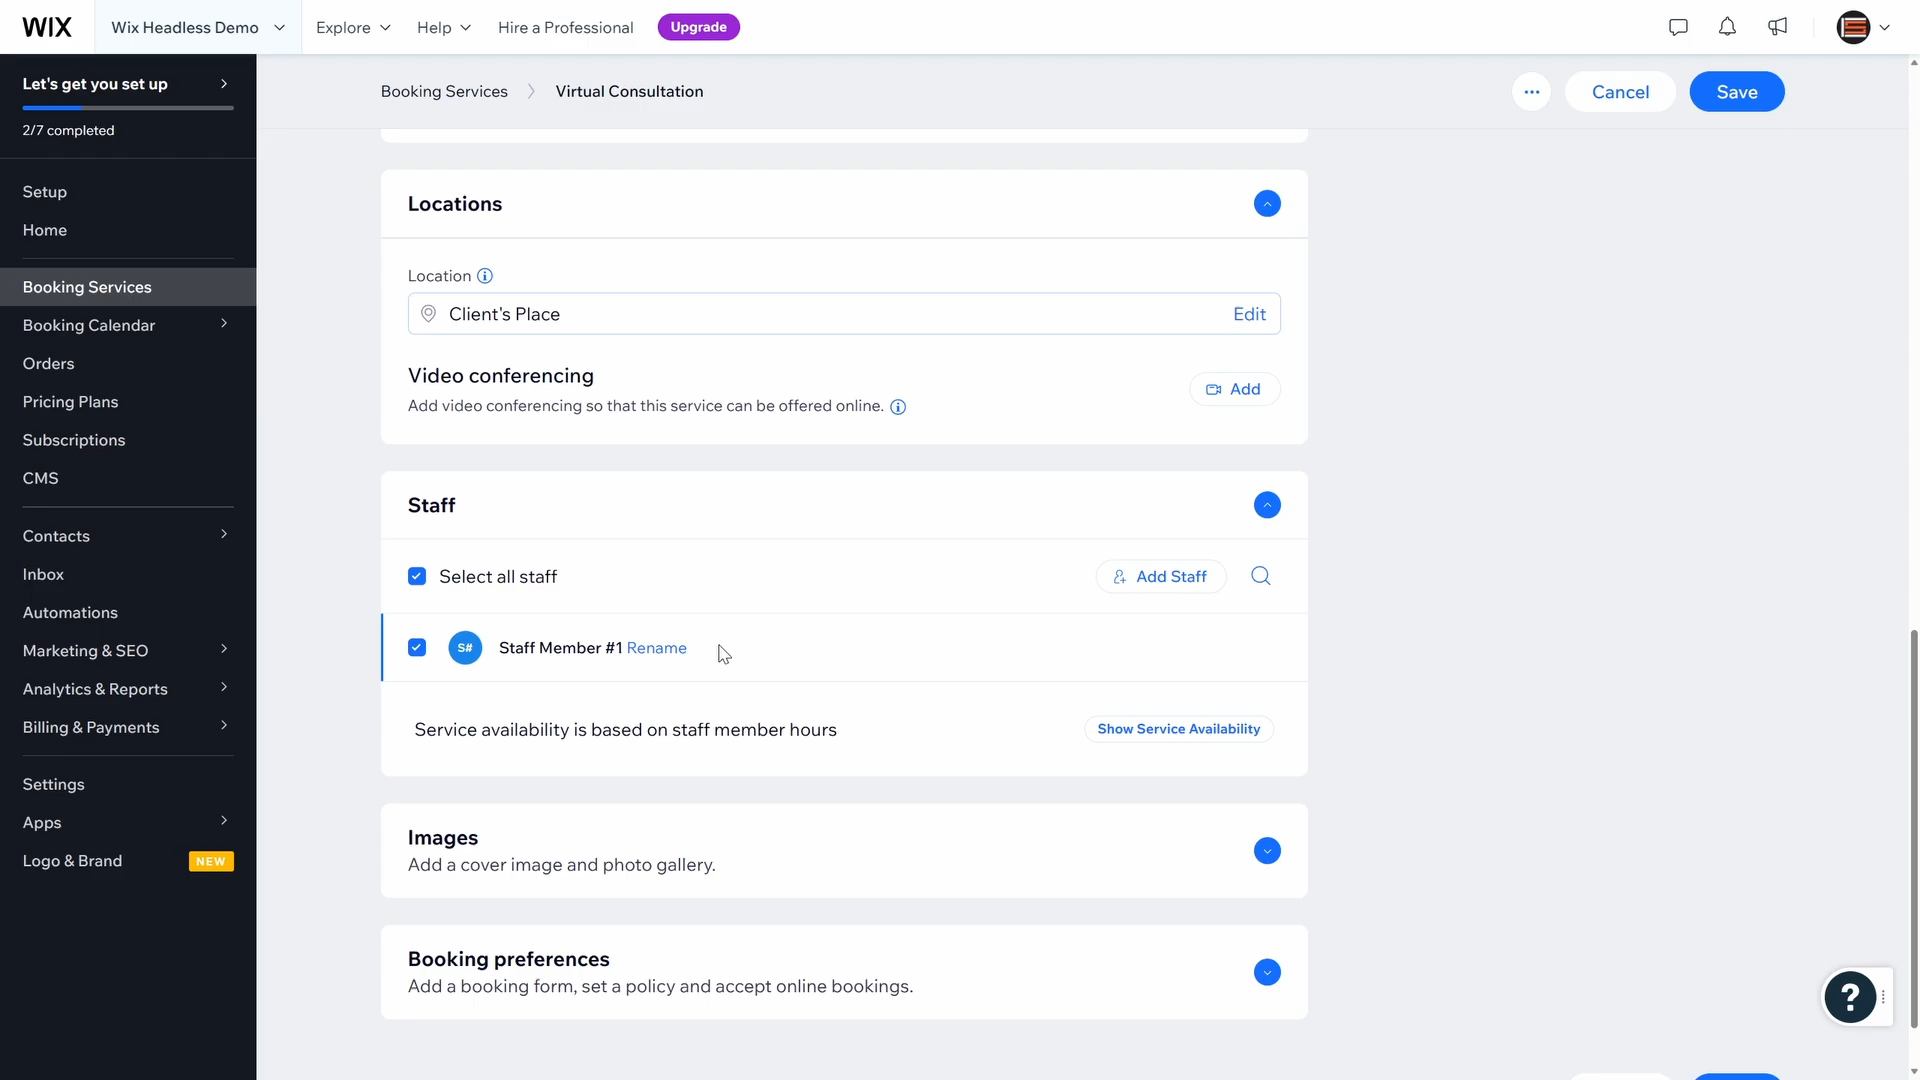 WIX
Wix Headless Demo
Explore
Help
Hire a Professional
Upgrade
Let's get you set up
2/7 completed
Setup
Home
Booking Services
Booking Calendar
Orders
Pricing Plans
Subscriptions
CMS
Contacts
Inbox
Automations
Marketing & SEO
Analytics & Reports
Billing & Payments
Settings
Apps
Logo & Brand NEW
Booking Services
Virtual Consultation
Cancel
Save
Locations
Location
Client's Place
Edit
Video conferencing
Add video conferencing so that this service can be offered online.
Add
Staff
Select all staff
Add Staff
S# Staff Member #1 Rename
Service availability is based on staff member hours
Show Service Availability
Images
Add a cover image and photo gallery.
Booking preferences
Add a booking form, set a policy and accept online bookings.
?